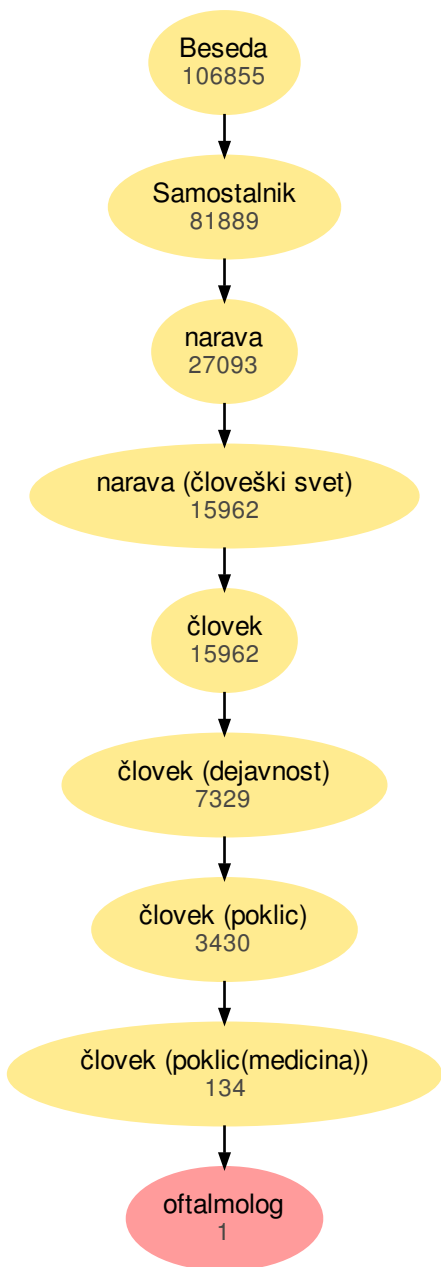 Beseda
106855
Samostalnik
81889
narava
27093
narava (človeški svet)
15962
človek
15962
človek (dejavnost)
7329
človek (poklic)
3430
človek (poklic(medicina))
134
oftalmolog
1